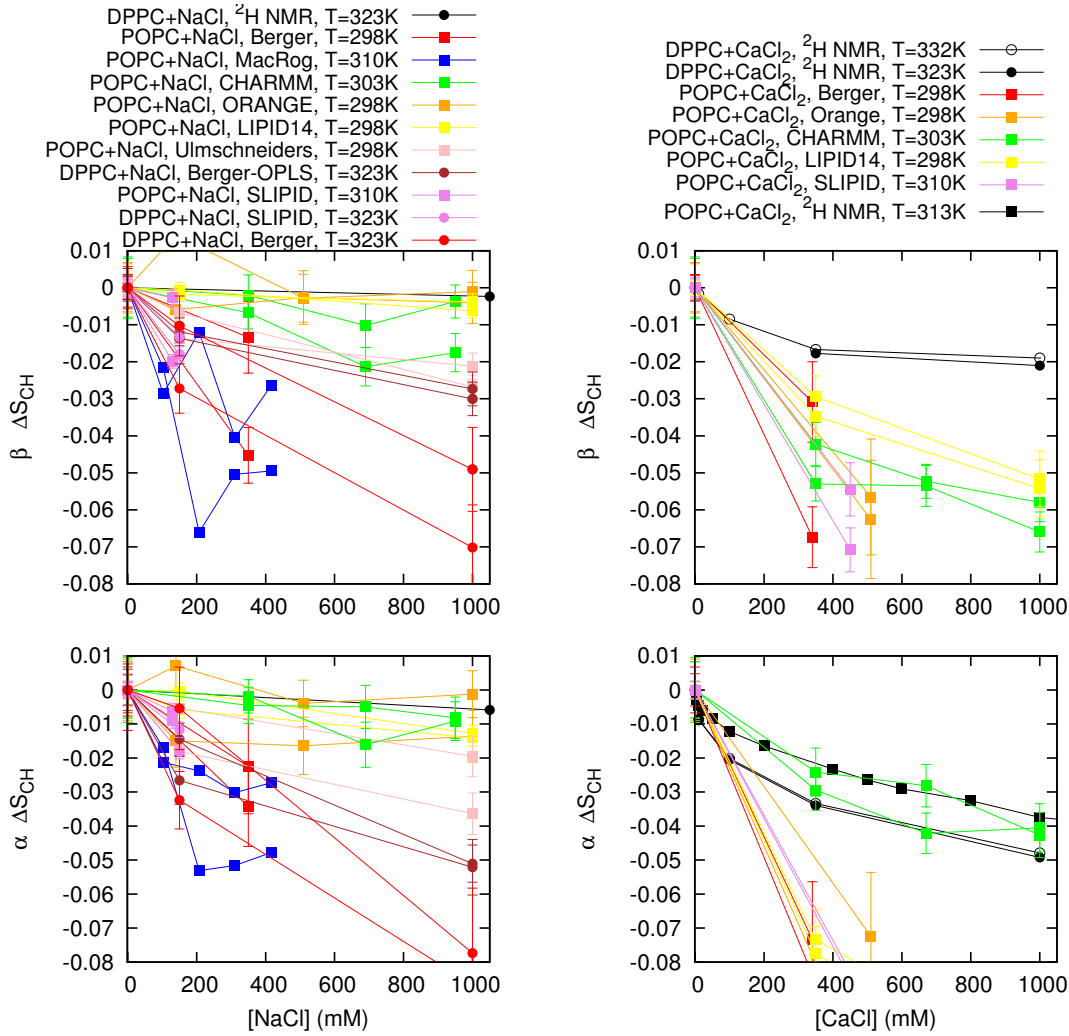 DPPC+NaCl, ²H NMR, T=323K
POPC+NaCl, Berger, T=298K
POPC+NaCl, MacRog, T=310K
POPC+NaCl, CHARMM, T=303K
POPC+NaCl, ORANGE, T=298K
POPC+NaCl, LIPID14, T=298K
POPC+NaCl, Ulmschneiders, T=298K
DPPC+NaCl, Berger-OPLS, T=323K
POPC+NaCl, SLIPID, T=310K
DPPC+NaCl, SLIPID, T=323K
DPPC+NaCl, Berger, T=323K
0.01
0
-0.01
-0.02
-0.03
-0.04
-0.05
-0.06
-0.07
-0.08
β ΔS_CH
0 200 400 600 800 1000
DPPC+CaCl₂, ²H NMR, T=332K
DPPC+CaCl₂, ²H NMR, T=323K
POPC+CaCl₂, Berger, T=298K
POPC+CaCl₂, Orange, T=298K
POPC+CaCl₂, CHARMM, T=303K
POPC+CaCl₂, LIPID14, T=298K
POPC+CaCl₂, SLIPID, T=310K
POPC+CaCl₂, ²H NMR, T=313K
0.01
0
-0.01
-0.02
-0.03
-0.04
-0.05
-0.06
-0.07
-0.08
β ΔS_CH
0 200 400 600 800 1000
0.01
0
-0.01
-0.02
-0.03
-0.04
-0.05
-0.06
-0.07
-0.08
α ΔS_CH
0 200 400 600 800 1000
[NaCl] (mM)
0.01
0
-0.01
-0.02
-0.03
-0.04
-0.05
-0.06
-0.07
-0.08
α ΔS_CH
0 200 400 600 800 1000
[CaCl] (mM)